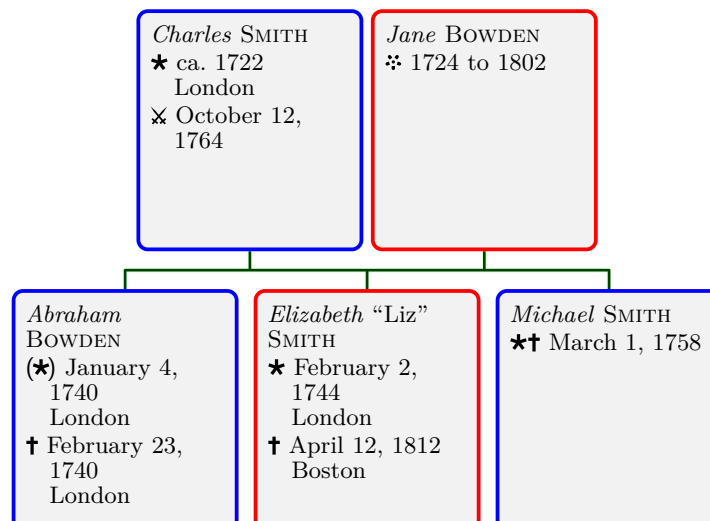 Charles SMITH
★ ca. 1722
London
⚔ October 12,
1764
Jane BOWDEN
፨ 1724 to 1802
Abraham
BOWDEN
(★) January 4,
1740
London
✝ February 23,
1740
London
Elizabeth “Liz”
SMITH
★ February 2,
1744
London
✝ April 12, 1812
Boston
Michael SMITH
★✝ March 1, 1758